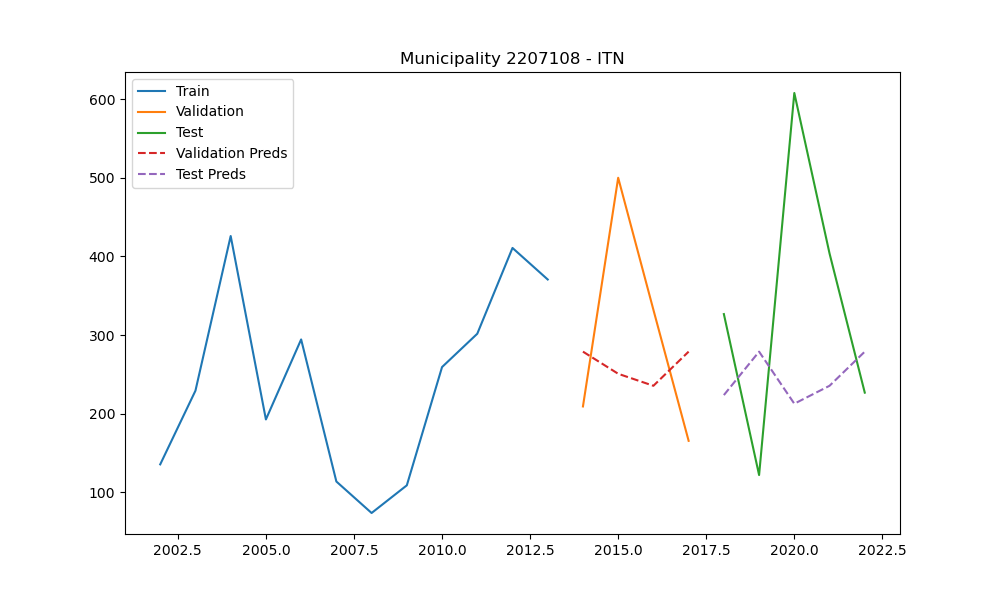 Municipality 2207108 - ITN
Train
Validation
Test
Validation Preds
Test Preds
600
500
400
300
200
100
2002.5 2005.0 2007.5 2010.0 2012.5 2015.0 2017.5 2020.0 2022.5